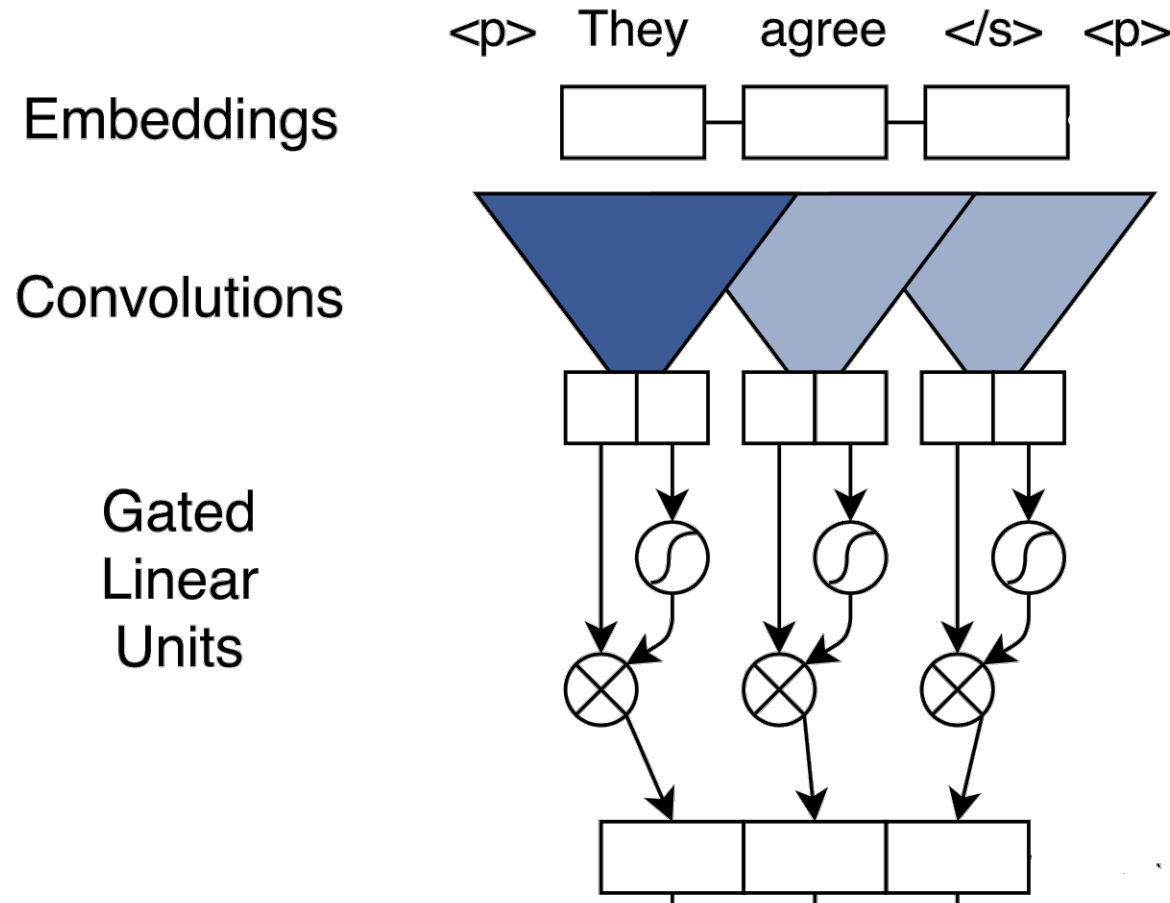 <p> They agree </s> <p>
Embeddings
Convolutions
Gated
Linear
Units